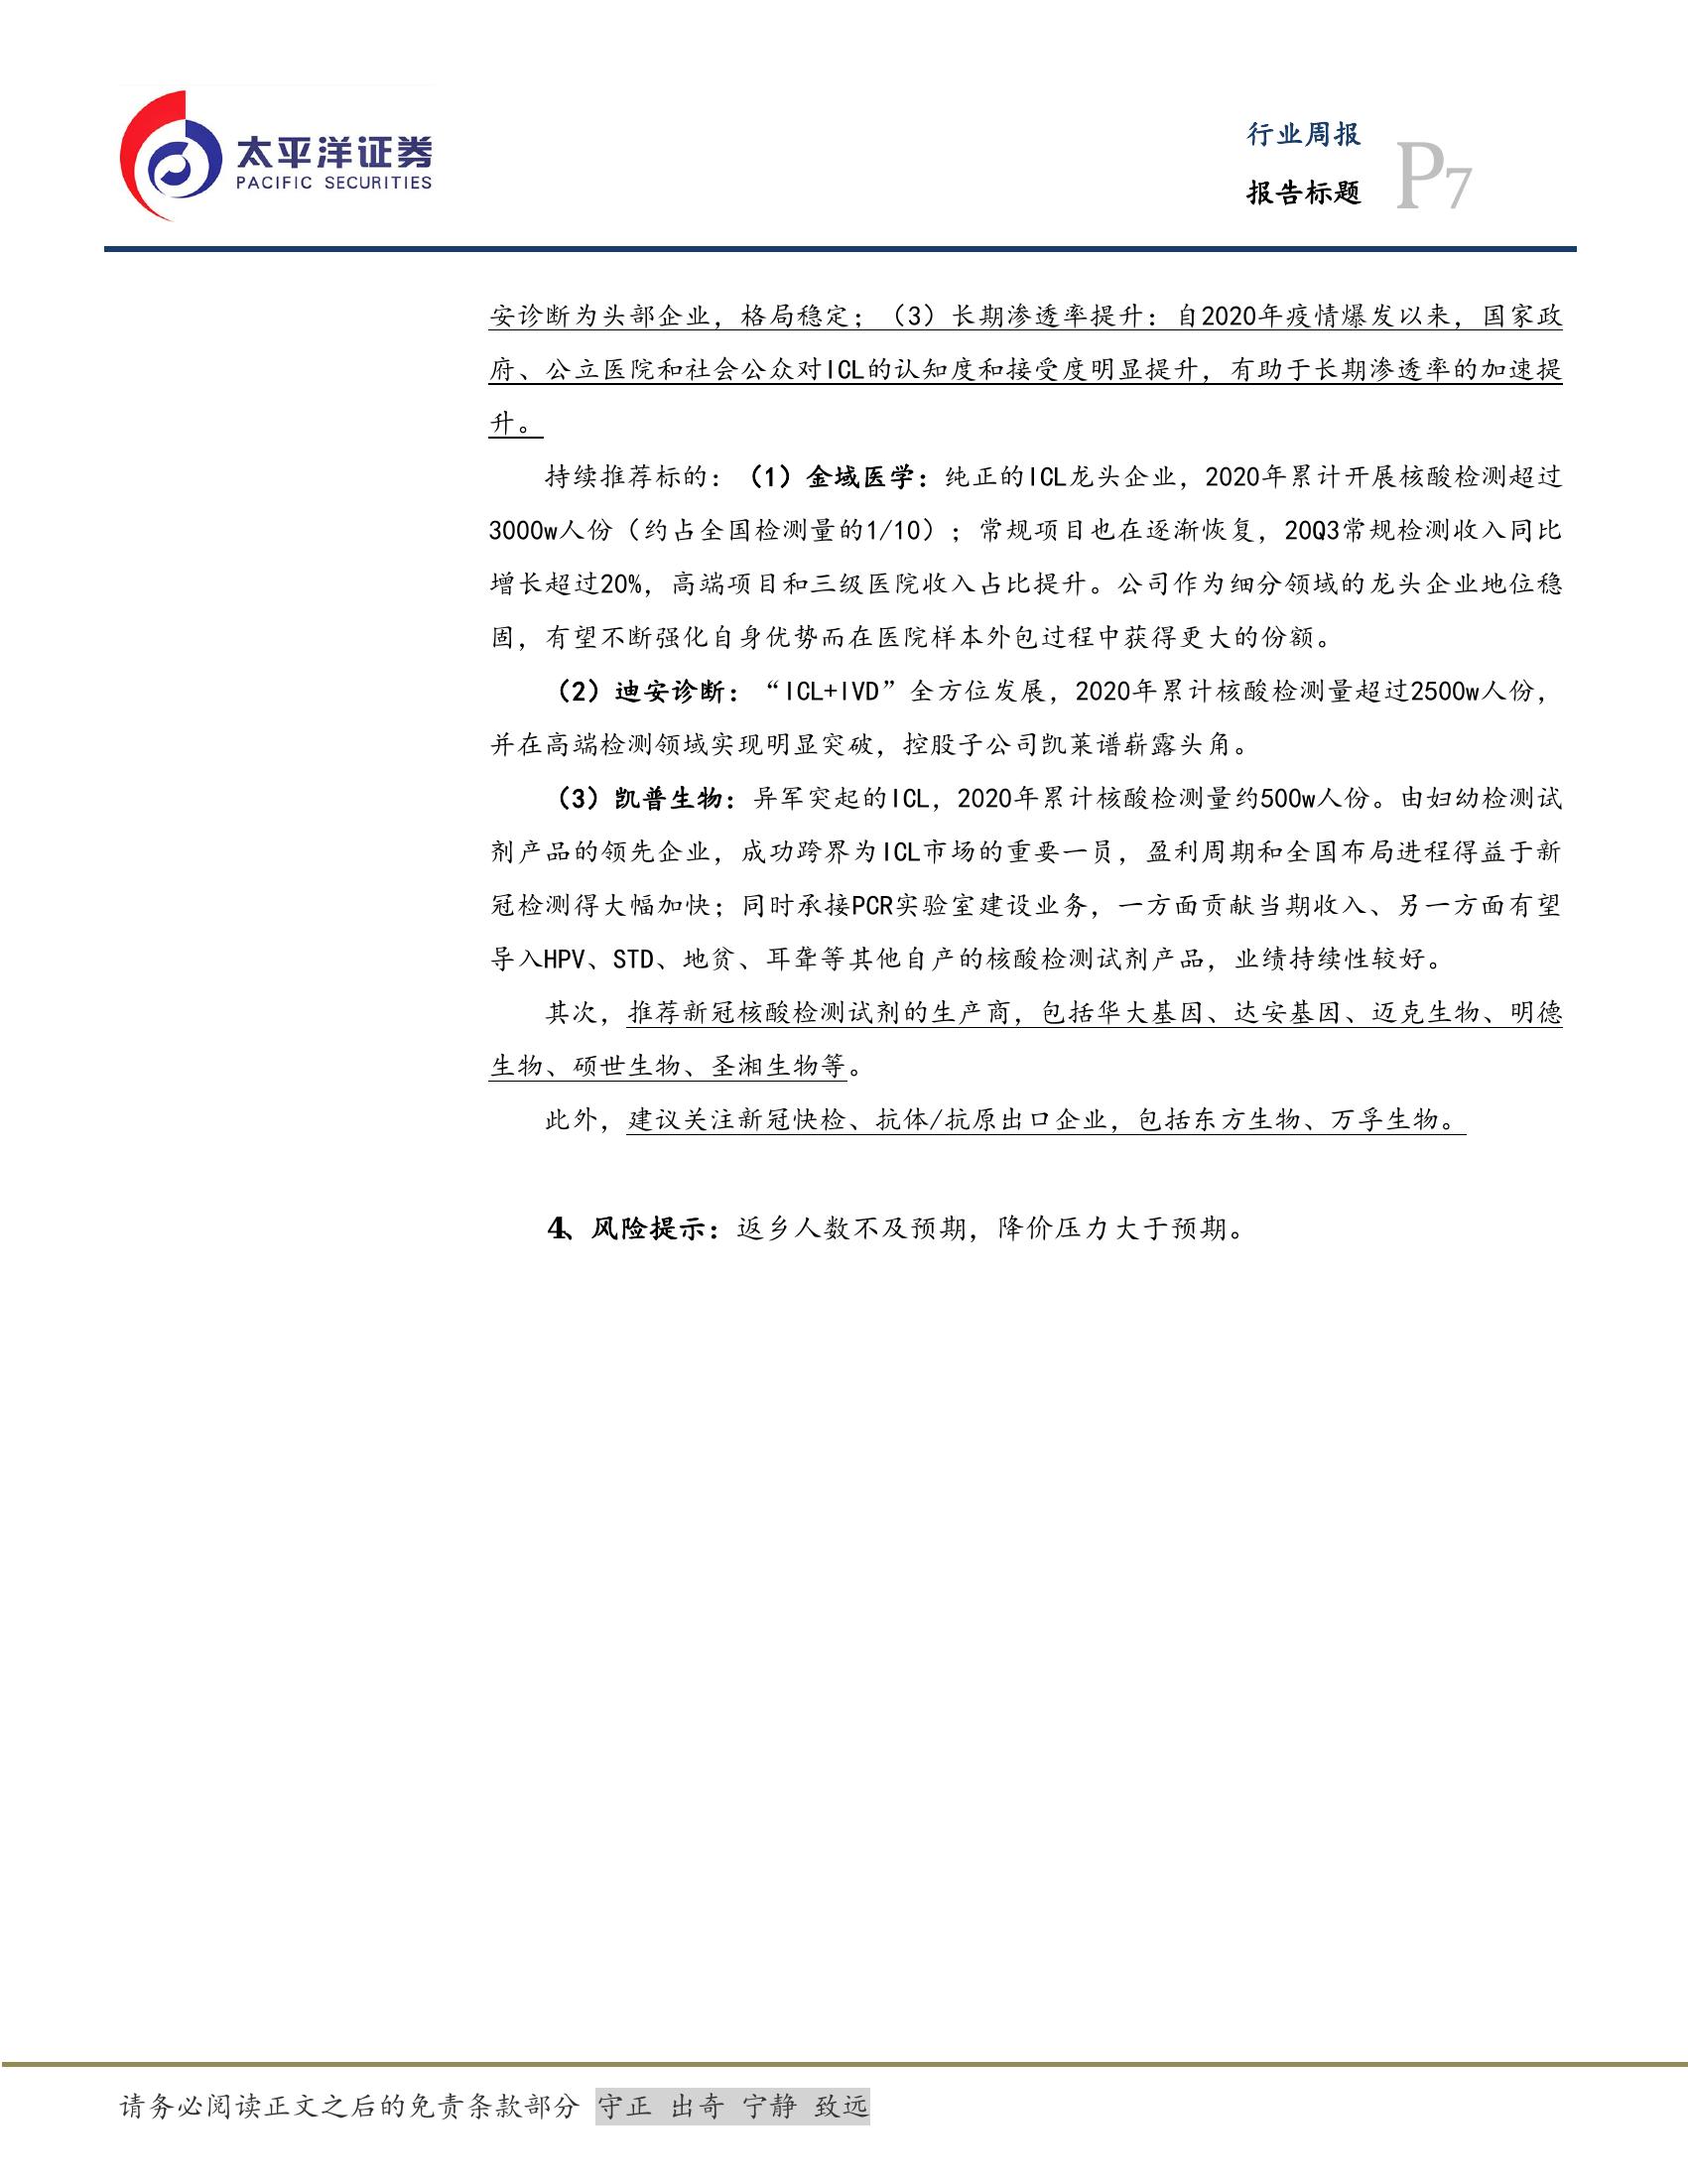 太平洋证券
PACIFIC SECURITIES
行业周报
报告标题
P7
安诊断为头部企业，格局稳定；（3）长期渗透率提升：自2020年疫情爆发以来，国家政
府、公立医院和社会公众对ICL的认知度和接受度明显提升，有助于长期渗透率的加速提
升。
持续推荐标的：（1）金域医学：纯正的ICL龙头企业，2020年累计开展核酸检测超过
3000w人份（约占全国检测量的1/10）；常规项目也在逐渐恢复，20Q3常规检测收入同比
增长超过20%，高端项目和三级医院收入占比提升。公司作为细分领域的龙头企业地位稳
固，有望不断强化自身优势而在医院样本外包过程中获得更大的份额。
（2）迪安诊断：“ICL+IVD”全方位发展，2020年累计核酸检测量超过2500w人份，
并在高端检测领域实现明显突破，控股子公司凯莱谱崭露头角。
（3）凯普生物：异军突起的ICL，2020年累计核酸检测量约500w人份。由妇幼检测试
剂产品的领先企业，成功跨界为ICL市场的重要一员，盈利周期和全国布局进程得益于新
冠检测得大幅加快；同时承接PCR实验室建设业务，一方面贡献当期收入、另一方面有望
导入HPV、STD、地贫、耳聋等其他自产的核酸检测试剂产品，业绩持续性较好。
其次，推荐新冠核酸检测试剂的生产商，包括华大基因、达安基因、迈克生物、明德
生物、硕世生物、圣湘生物等。
此外，建议关注新冠快检、抗体/抗原出口企业，包括东方生物、万孚生物。
4、风险提示：返乡人数不及预期，降价压力大于预期。
请务必阅读正文之后的免责条款部分 守正 出奇 宁静 致远